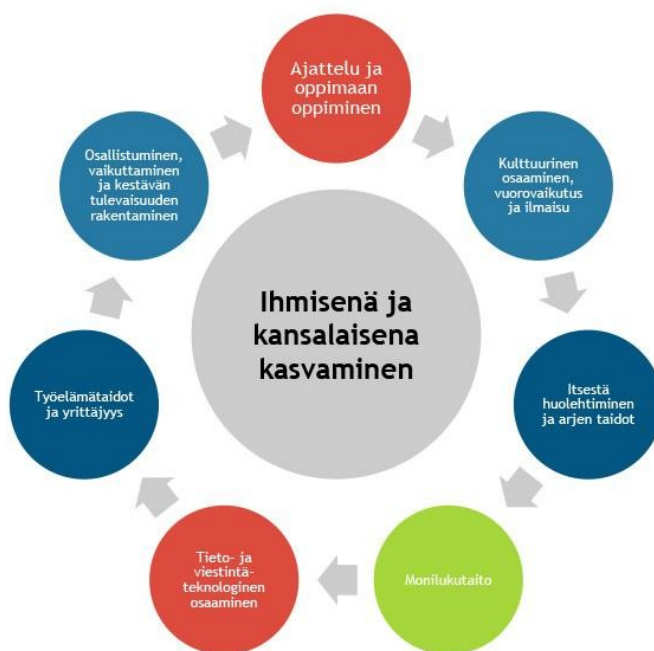 Ajattelu ja
oppimaan
oppiminen
Kulttuurinen
osaaminen,
vuorovaikutus
ja ilmaisu
Itsestä
huolehtiminen
ja arjen taidot
Monilukutaito
Tieto- ja
viestintä-
teknologinen
osaaminen
Työelämätaidot
ja yrittäjyys
Osallistuminen,
vaikuttaminen
ja kestävän
tulevaisuuden
rakentaminen
Ihmisenä ja
kansalaisena
kasvaminen